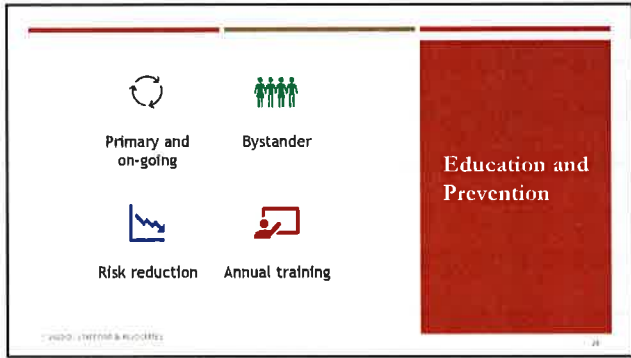 Primary and
on-going
Bystander
Risk reduction
Annual training
Education and
Prevention